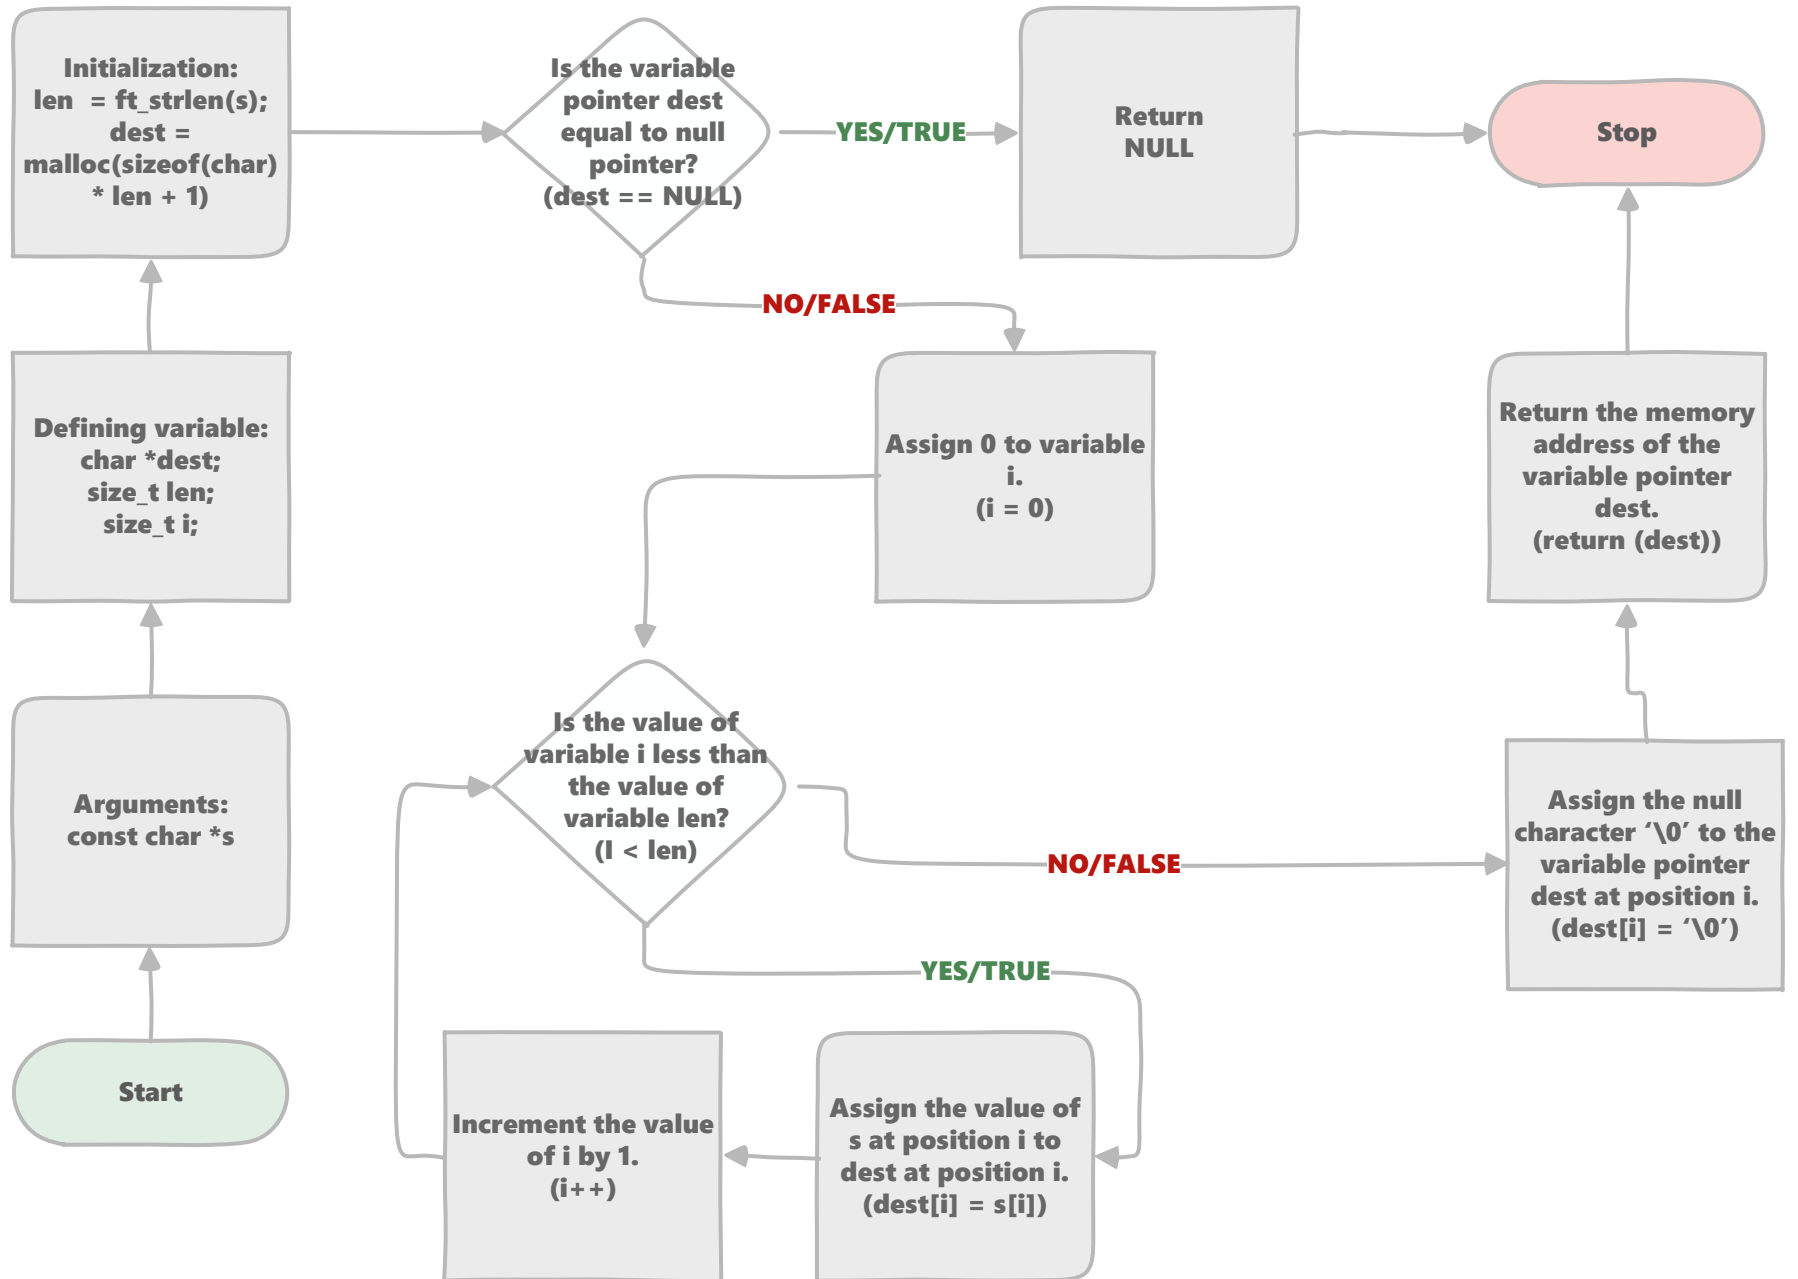 Initialization:
len  = ft_strlen(s);
dest =
malloc(sizeof(char)
* len + 1)
Is the variable
pointer dest
equal to null
pointer?
(dest == NULL)
YES/TRUE
Return
NULL
Stop
NO/FALSE
Defining variable:
char *dest;
size_t len;
size_t i;
Assign 0 to variable
i.
(i = 0)
Return the memory
address of the
variable pointer
dest.
(return (dest))
Arguments:
const char *s
Is the value of
variable i less than
the value of
variable len?
(I < len)
NO/FALSE
Assign the null
character ‘\0’ to the
variable pointer
dest at position i.
(dest[i] = ‘\0’)
YES/TRUE
Start
Increment the value
of i by 1.
(i++)
Assign the value of
s at position i to
dest at position i.
(dest[i] = s[i])